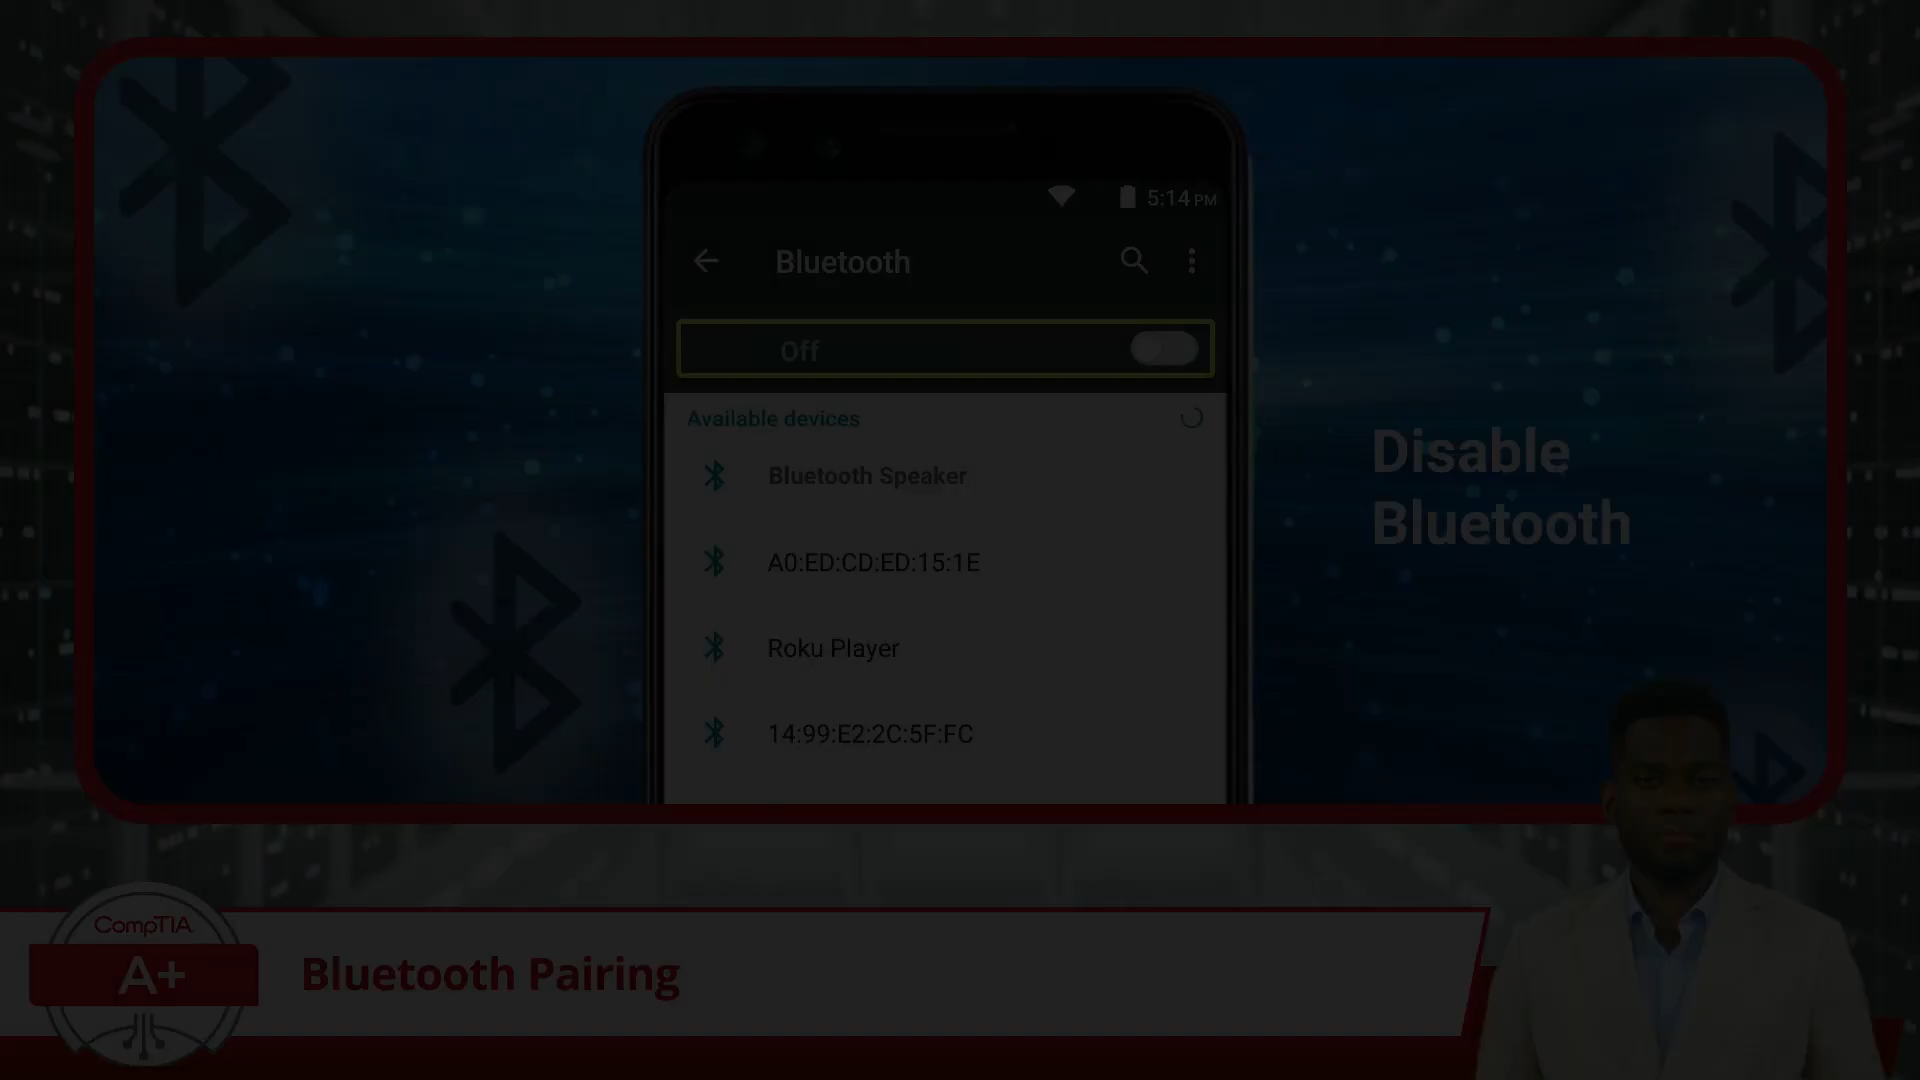 5:14 PM
Bluetooth
Off
Available devices
Bluetooth Speaker
A0:ED:CD:ED:15:1E
Roku Player
14:99:E2:2C:5F:FC
Disable
Bluetooth
CompTIA.
A+
Bluetooth Pairing